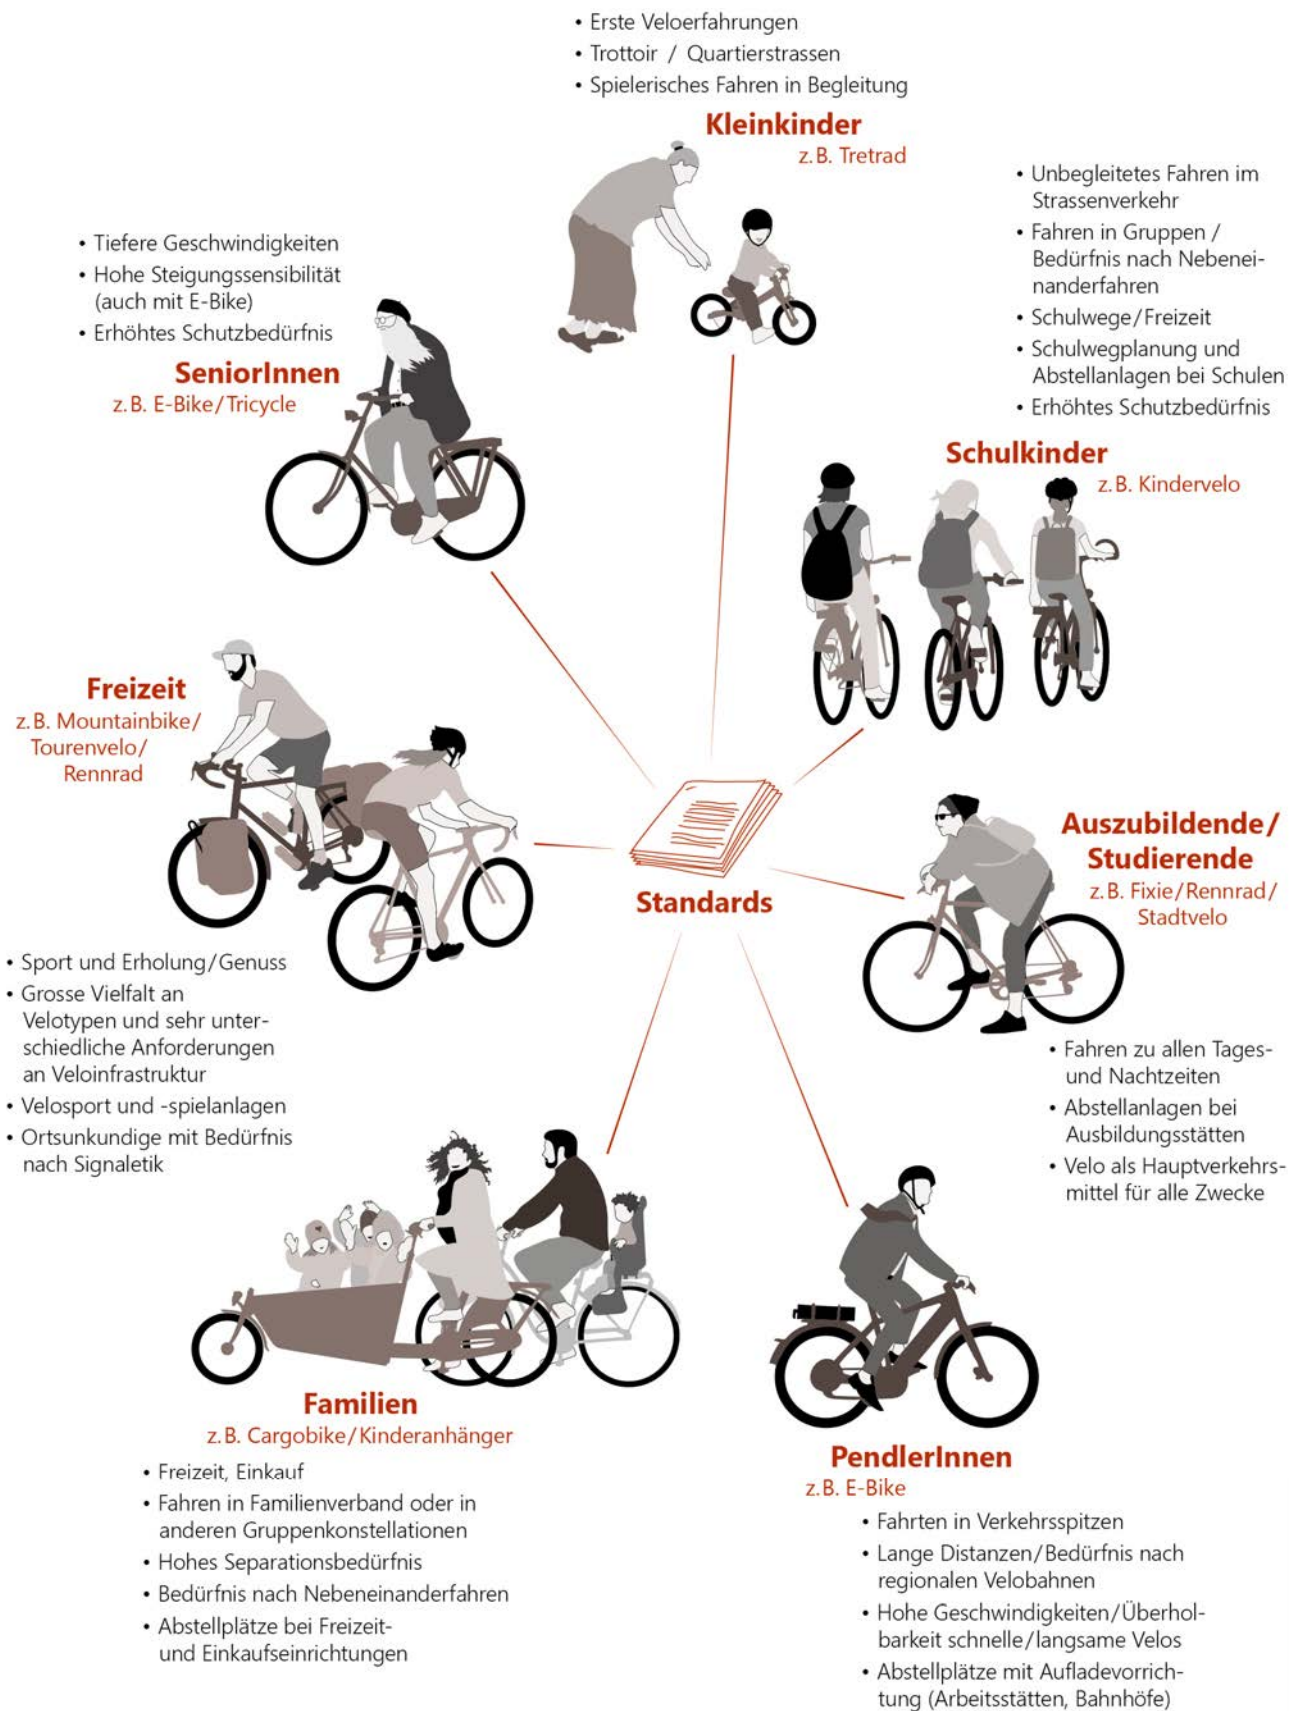 • Erste Veloerfahrungen
• Trottoir / Quartierstrassen
• Spielerisches Fahren in Begleitung
Kleinkinder
z.B. Tretrad
• Unbegleitetes Fahren im
Strassenverkehr
• Fahren in Gruppen /
Bedürfnis nach Nebenei-
nanderfahren
• Schulwege/Freizeit
• Schulwegplanung und
Abstellanlagen bei Schulen
• Erhöhtes Schutzbedürfnis
Schulkinder
z.B. Kindervelo
• Tiefere Geschwindigkeiten
• Hohe Steigungssensibilität
(auch mit E-Bike)
• Erhöhtes Schutzbedürfnis
SeniorInnen
z.B. E-Bike/Tricycle
Freizeit
z.B. Mountainbike/
Tourenvelo/
Rennrad
• Sport und Erholung/Genuss
• Grosse Vielfalt an
Velotypen und sehr unter-
schiedliche Anforderungen
an Veloinfrastruktur
• Velosport und -spielanlagen
• Ortsunkundige mit Bedürfnis
nach Signaletik
Standards
Auszubildende/
Studierende
z.B. Fixie/Rennrad/
Stadtvelo
• Fahren zu allen Tages-
und Nachtzeiten
• Abstellanlagen bei
Ausbildungsstätten
• Velo als Hauptverkehrs-
mittel für alle Zwecke
Familien
z.B. Cargobike/Kinderanhänger
• Freizeit, Einkauf
• Fahren in Familienverband oder in
anderen Gruppenkonstellationen
• Hohes Separationsbedürfnis
• Bedürfnis nach Nebeneinanderfahren
• Abstellplätze bei Freizeit-
und Einkaufseinrichtungen
PendlerInnen
z.B. E-Bike
• Fahrten in Verkehrsspitzen
• Lange Distanzen/Bedürfnis nach
regionalen Velobahnen
• Hohe Geschwindigkeiten/Überhol-
barkeit schnelle/langsame Velos
• Abstellplätze mit Aufladevorrich-
tung (Arbeitsstätten, Bahnhöfe)